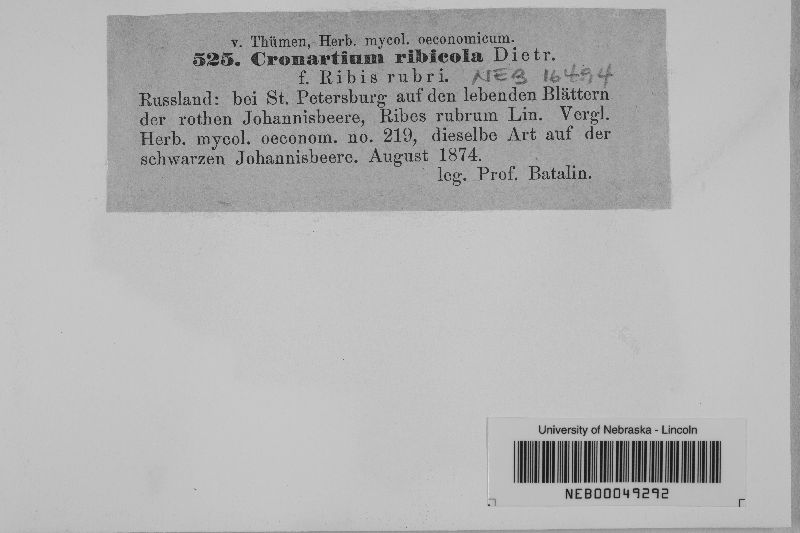 v. Thümen, Herb. mycol. oeconomicum.
525. Cronartium ribicola Dietr.
f. Ribis rubri. NEB 16494
Russland: bei St. Petersburg auf den lebenden Blättern
der rothen Johannisbeere, Ribes rubrum Lin. Vergl.
Herb. mycol. oeconom. no. 219, dieselbe Art auf der
schwarzen Johannisbeere. August 1874.
leg. Prof. Batalin.
University of Nebraska - Lincoln
NEB00049292